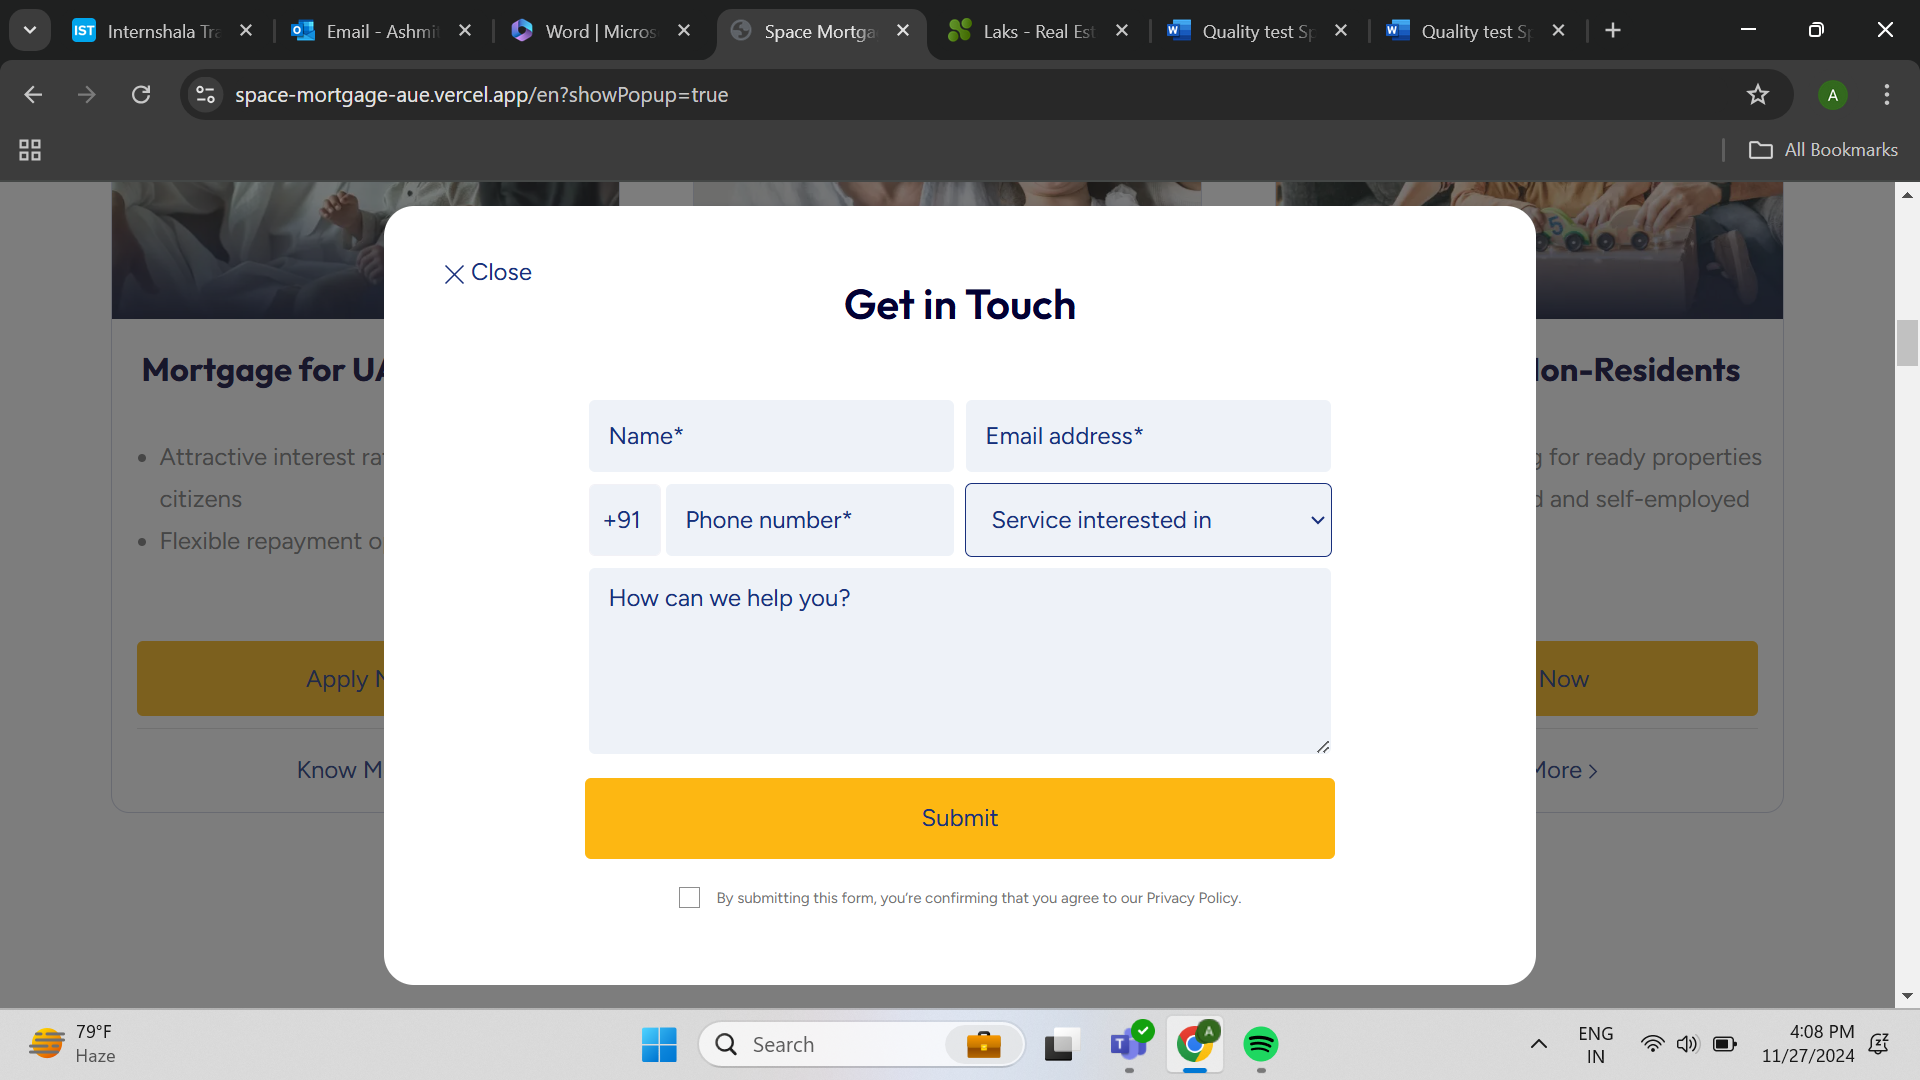 Internshala Tra
Email - Ashmit
Word | Micros
Space Mortga
Laks - Real Est
Quality test Sp
Quality test Sp
space-mortgage-aue.vercel.app/en?showPopup=true
A
All Bookmarks
Close
Get in Touch
Mortgage for UA
on-Residents
Name*
Email address*
Attractive interest ra
citizens
for ready properties
and self-employed
+91
Phone number*
Service interested in
Flexible repayment o
How can we help you?
Apply N
Now
Know M
More >
Submit
By submitting this form, you're confirming that you agree to our Privacy Policy.
79°F
Haze
Search
ENG
IN
4:08 PM
11/27/2024